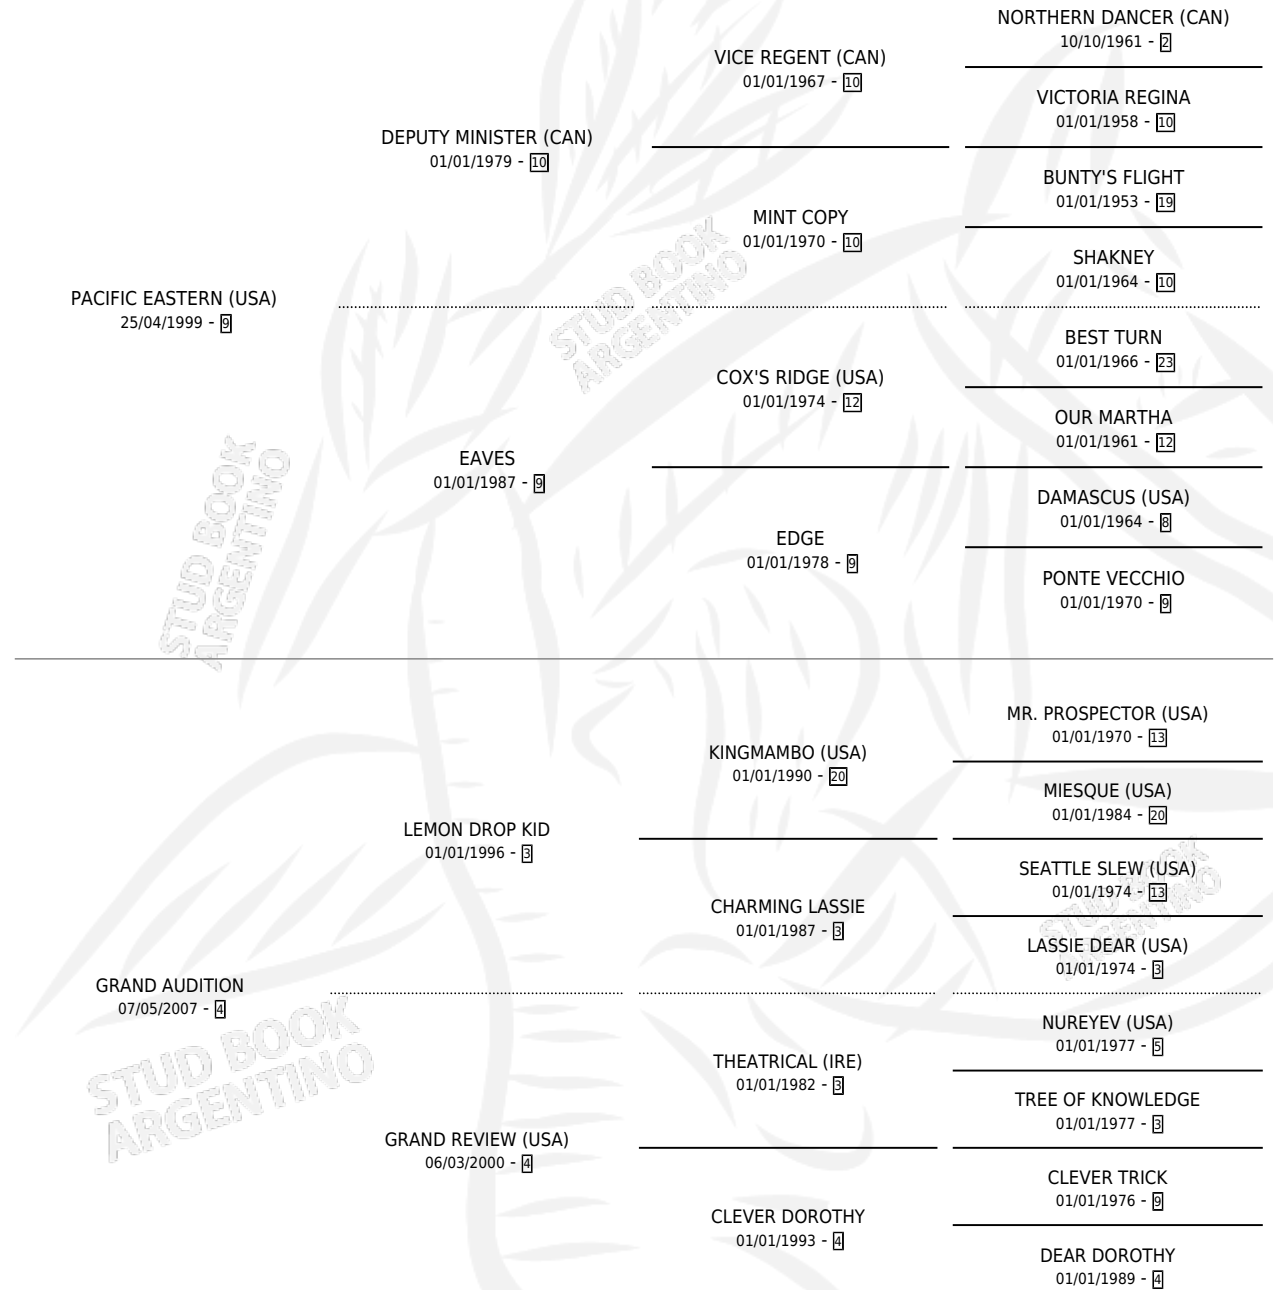 NORTHERN DANCER (CAN)
10/10/1961 - 2
VICE REGENT (CAN)
01/01/1967 - 10
VICTORIA REGINA
01/01/1958 - 10
DEPUTY MINISTER (CAN)
01/01/1979 - 10
BUNTY'S FLIGHT
01/01/1953 - 19
MINT COPY
01/01/1970 - 10
SHAKNEY
01/01/1964 - 10
PACIFIC EASTERN (USA)
25/04/1999 - 9
BEST TURN
01/01/1966 - 23
COX'S RIDGE (USA)
01/01/1974 - 12
OUR MARTHA
01/01/1961 - 12
EAVES
01/01/1987 - 9
DAMASCUS (USA)
01/01/1964 - 8
EDGE
01/01/1978 - 9
PONTE VECCHIO
01/01/1970 - 9
MR. PROSPECTOR (USA)
01/01/1970 - 13
KINGMAMBO (USA)
01/01/1990 - 20
MIESQUE (USA)
01/01/1984 - 20
LEMON DROP KID
01/01/1996 - 3
SEATTLE SLEW (USA)
01/01/1974 - 13
CHARMING LASSIE
01/01/1987 - 3
LASSIE DEAR (USA)
01/01/1974 - 3
GRAND AUDITION
07/05/2007 - 4
NUREYEV (USA)
01/01/1977 - 5
THEATRICAL (IRE)
01/01/1982 - 3
TREE OF KNOWLEDGE
01/01/1977 - 3
GRAND REVIEW (USA)
06/03/2000 - 4
CLEVER TRICK
01/01/1976 - 9
CLEVER DOROTHY
01/01/1993 - 4
DEAR DOROTHY
01/01/1989 - 4
STUD BOOK
ARGENTINO
STUD BOOK
ARGENTINO
STUD BOOK
ARGENTINO
STUD BOOK
ARGENTINO